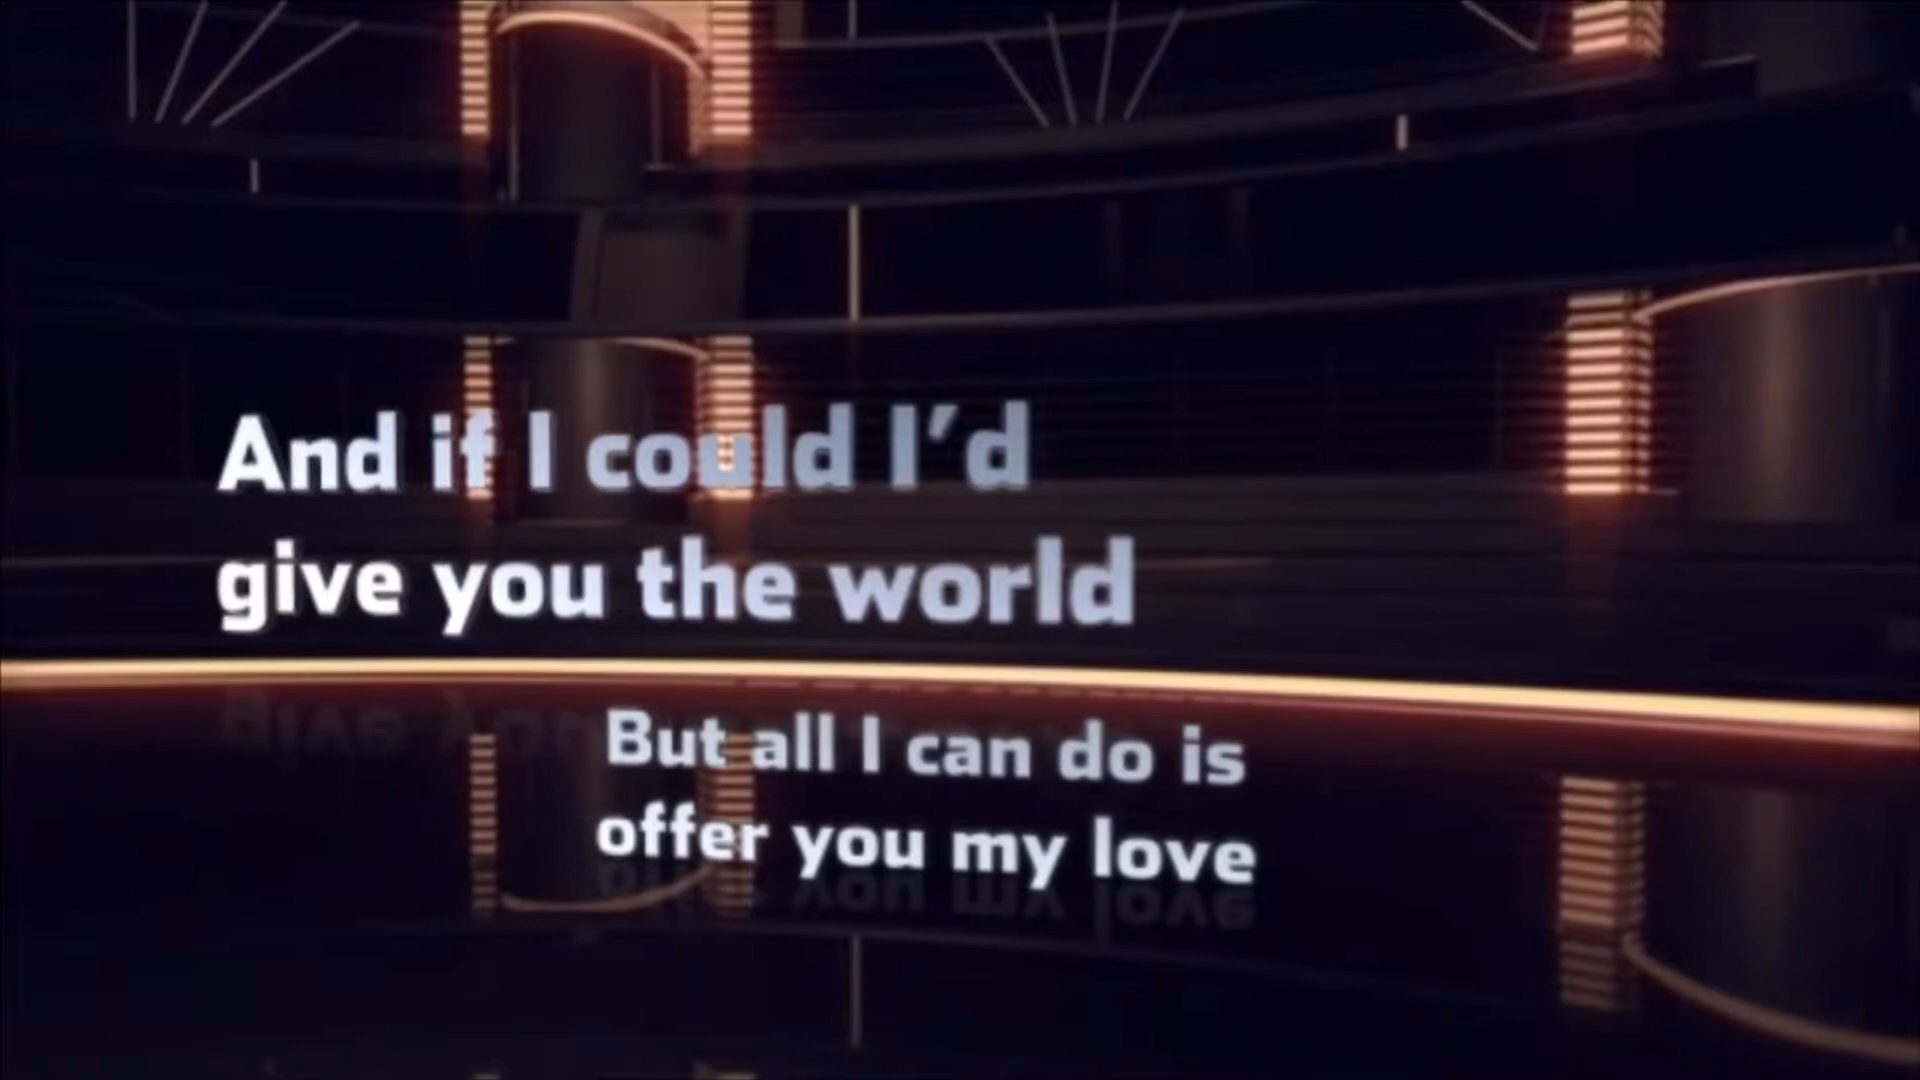 And if I could I'd
give you the world
But all I can do is
offer you my love